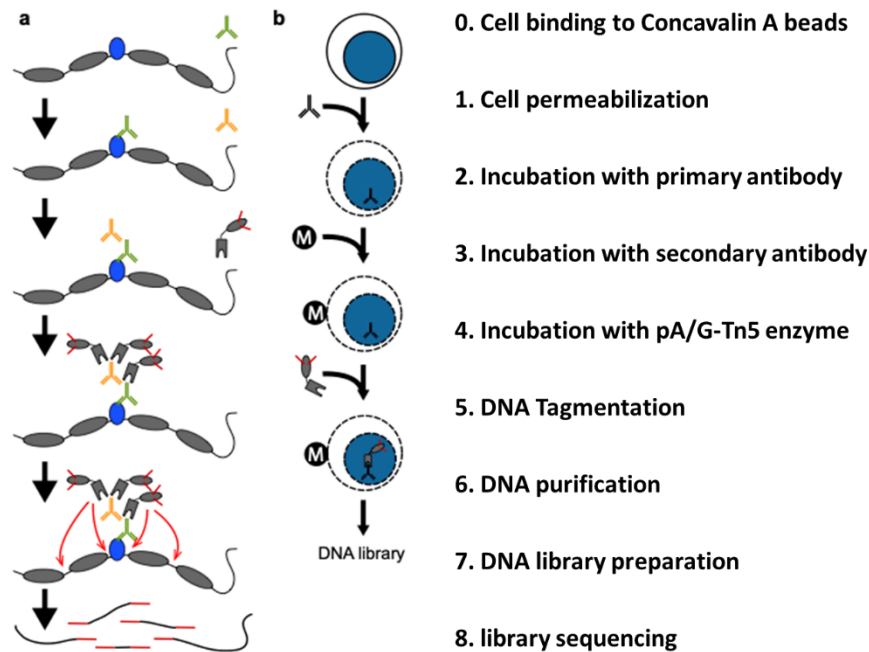 a
b
M
M
M
DNA library
0. Cell binding to Concavalin A beads
1. Cell permeabilization
2. Incubation with primary antibody
3. Incubation with secondary antibody
4. Incubation with pA/G-Tn5 enzyme
5. DNA Tagmentation
6. DNA purification
7. DNA library preparation
8. library sequencing